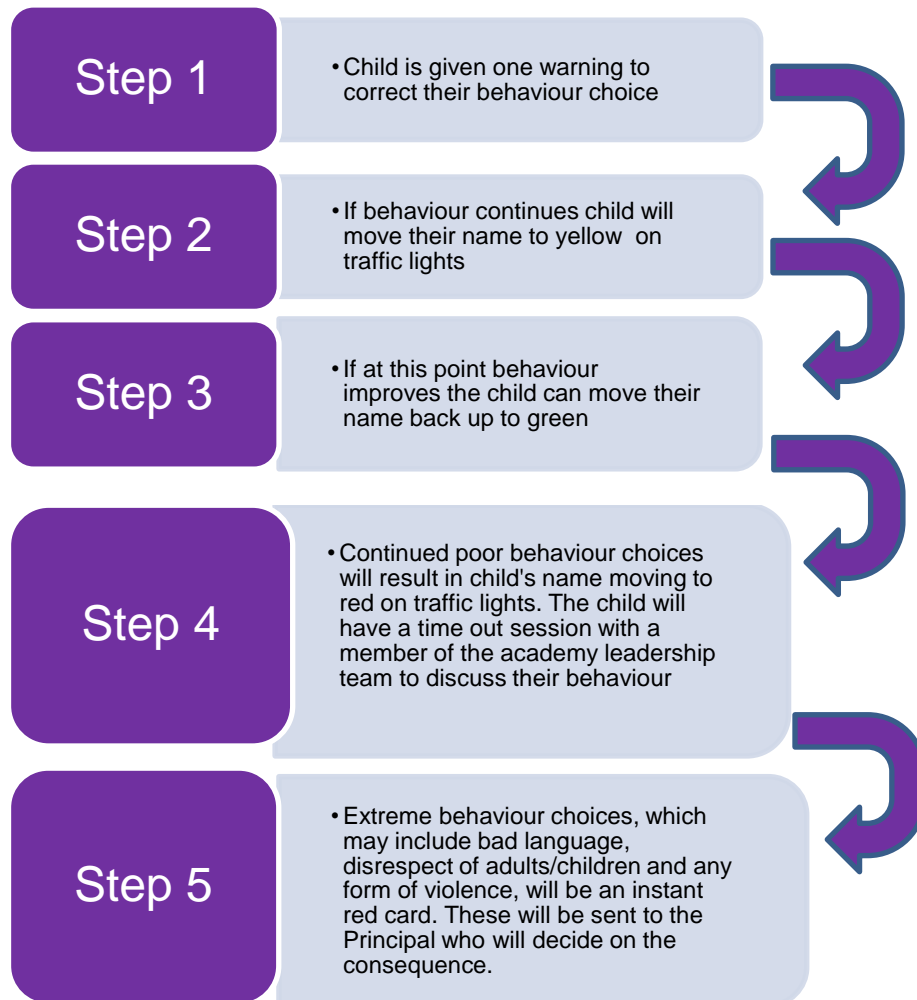 Step 1
•Child is given one warning to
correct their behaviour choice
Step 2
•If behaviour continues child will
move their name to yellow on
traffic lights
Step 3
•If at this point behaviour
improves the child can move their
name back up to green
Step 4
•Continued poor behaviour choices
will result in child's name moving to
red on traffic lights. The child will
have a time out session with a
member of the academy leadership
team to discuss their behaviour
Step 5
•Extreme behaviour choices, which
may include bad language,
disrespect of adults/children and any
form of violence, will be an instant
red card. These will be sent to the
Principal who will decide on the
consequence.